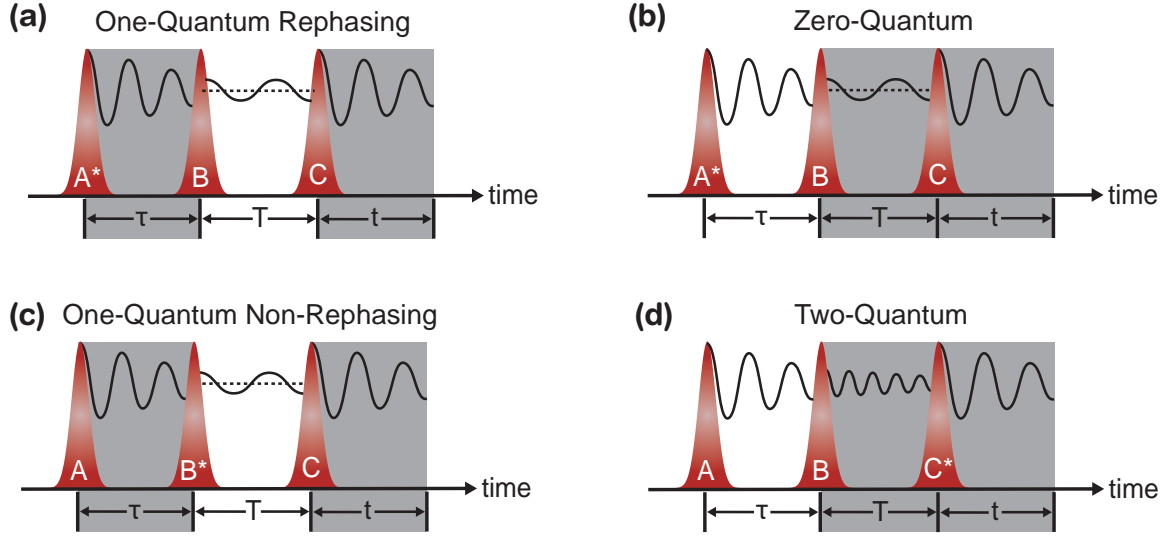 (a) One-Quantum Rephasing
A* B C
time
τ T t
(b) Zero-Quantum
A* B C
time
τ T t
(c) One-Quantum Non-Rephasing
A B* C
time
τ T t
(d) Two-Quantum
A B C*
time
τ T t